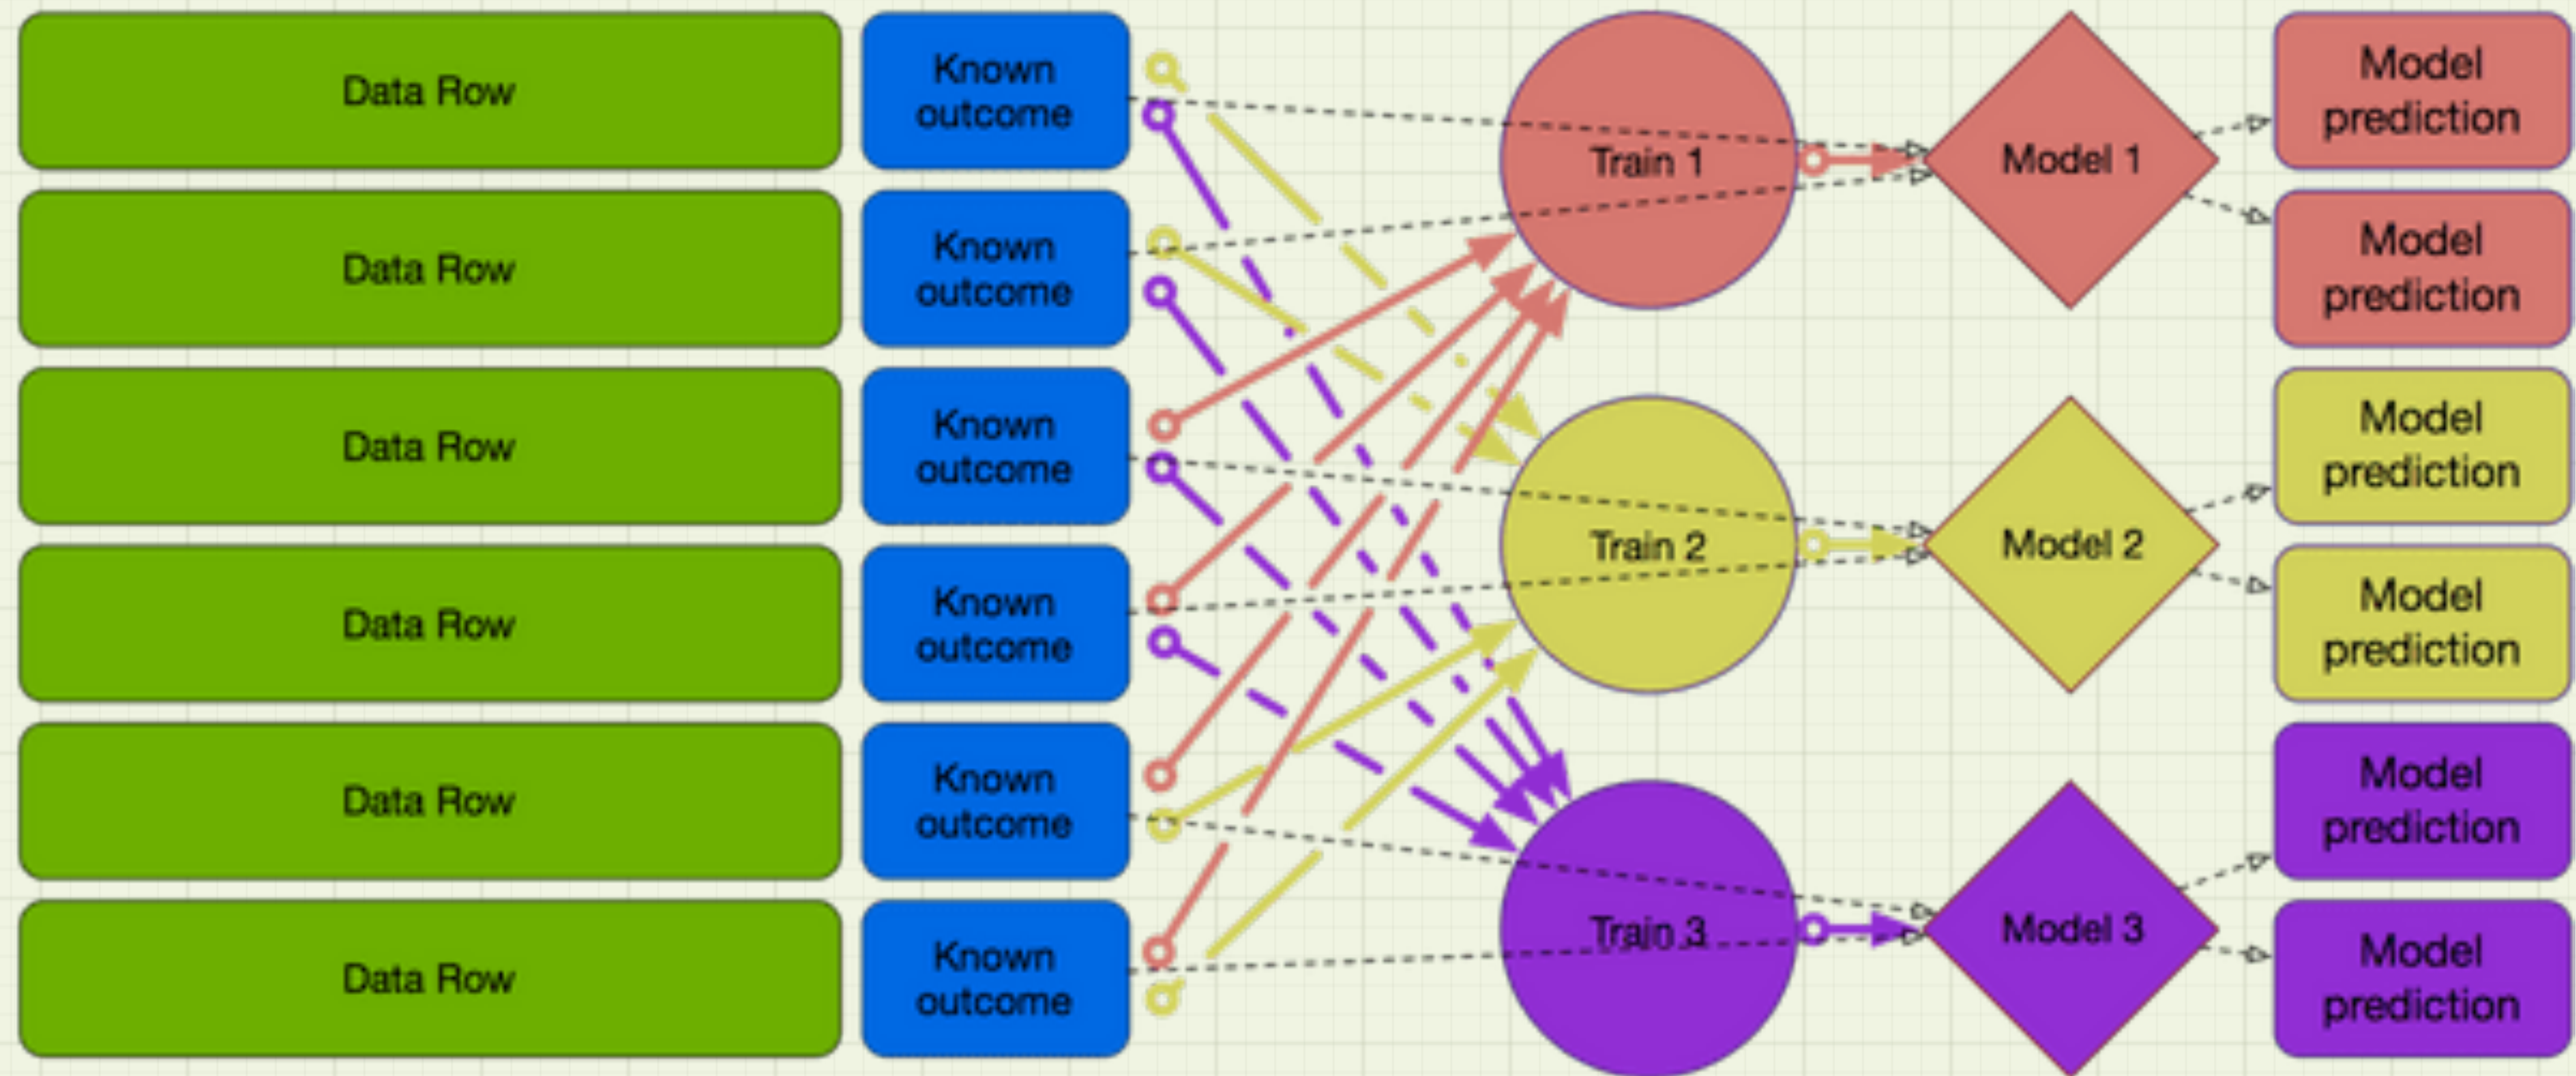 Data Row
Known
outcome
Train 1
Model 1
Model
prediction
Data Row
Known
outcome
Model
prediction
Data Row
Known
outcome
Train 2
Model 2
Model
prediction
Data Row
Known
outcome
Model
prediction
Data Row
Known
outcome
Train 3
Model 3
Model
prediction
Data Row
Known
outcome
Model
prediction